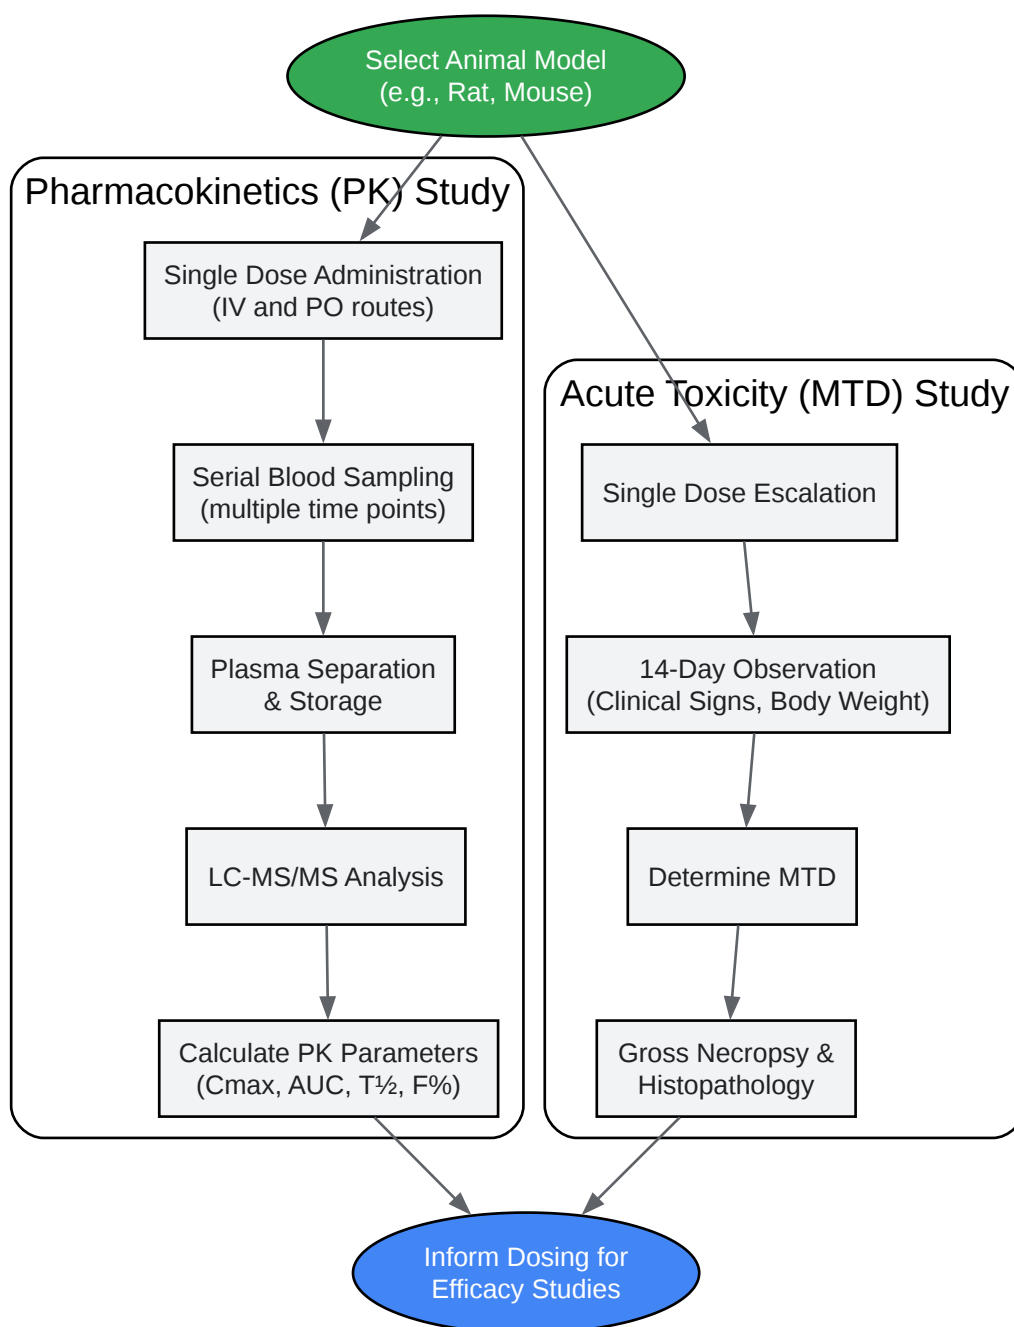 Select Animal Model
(e.g., Rat, Mouse)
Pharmacokinetics (PK) Study
Single Dose Administration
(IV and PO routes)
Serial Blood Sampling
(multiple time points)
Plasma Separation
& Storage
LC-MS/MS Analysis
Calculate PK Parameters
(Cmax, AUC, T½, F%)
Acute Toxicity (MTD) Study
Single Dose Escalation
14-Day Observation
(Clinical Signs, Body Weight)
Determine MTD
Gross Necropsy &
Histopathology
Inform Dosing for
Efficacy Studies